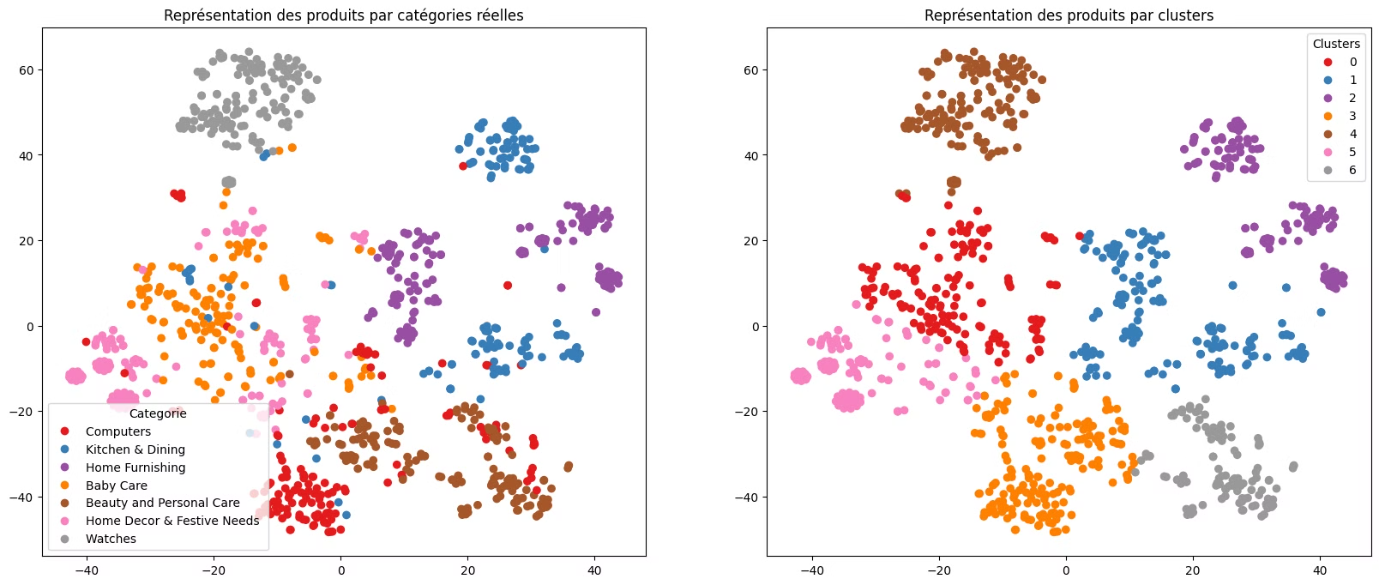 Représentation des produits par catégories réelles
60
40
20
0
−20
−40
−40
−20
0
20
40
Categorie
Computers
Kitchen & Dining
Home Furnishing
Baby Care
Beauty and Personal Care
Home Decor & Festive Needs
Watches
Représentation des produits par clusters
60
40
20
0
−20
−40
−40
−20
0
20
40
Clusters
0
1
2
3
4
5
6